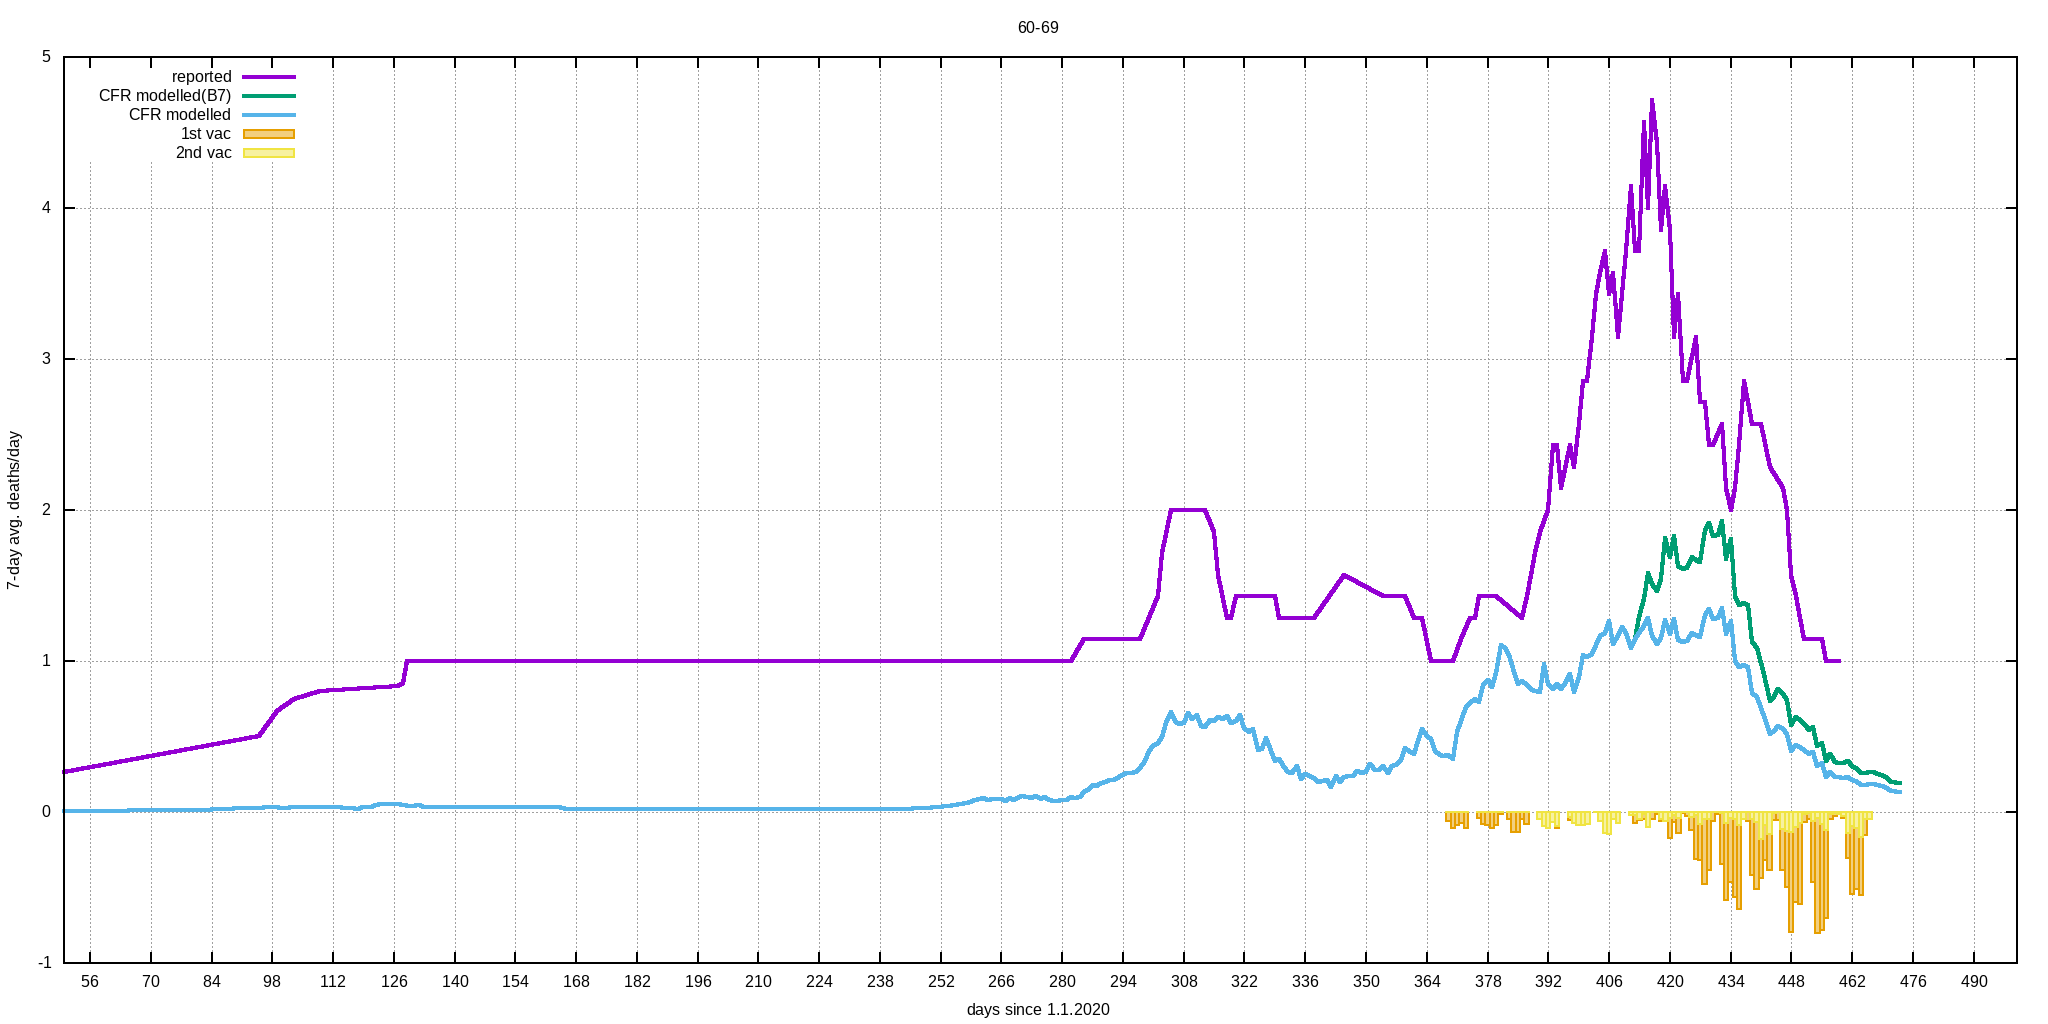 60-69
reported
CFR modelled(B7)
CFR modelled
1st vac
2nd vac
5
4
3
2
1
0
-1
7-day avg. deaths/day
56 70 84 98 112 126 140 154 168 182 196 210 224 238 252 266 280 294 308 322 336 350 364 378 392 406 420 434 448 462 476 490
days since 1.1.2020